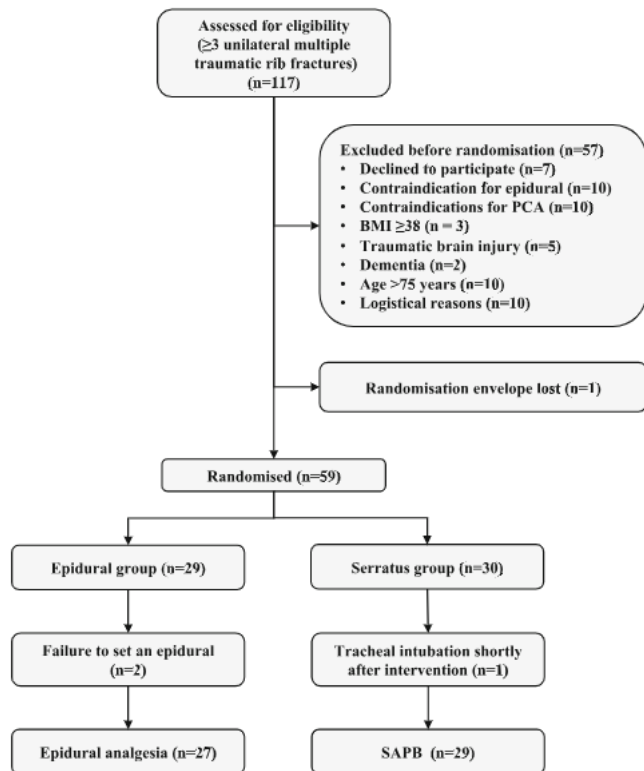 Assessed for eligibility
(≥3 unilateral multiple
traumatic rib fractures)
(n=117)
Excluded before randomisation (n=57)
• Declined to participate (n=7)
• Contraindication for epidural (n=10)
• Contraindications for PCA (n=10)
• BMI ≥38 (n = 3)
• Traumatic brain injury (n=5)
• Dementia (n=2)
• Age >75 years (n=10)
• Logistical reasons (n=10)
Randomisation envelope lost (n=1)
Randomised (n=59)
Epidural group (n=29)
Serratus group (n=30)
Failure to set an epidural
(n=2)
Tracheal intubation shortly
after intervention (n=1)
Epidural analgesia (n=27)
SAPB (n=29)